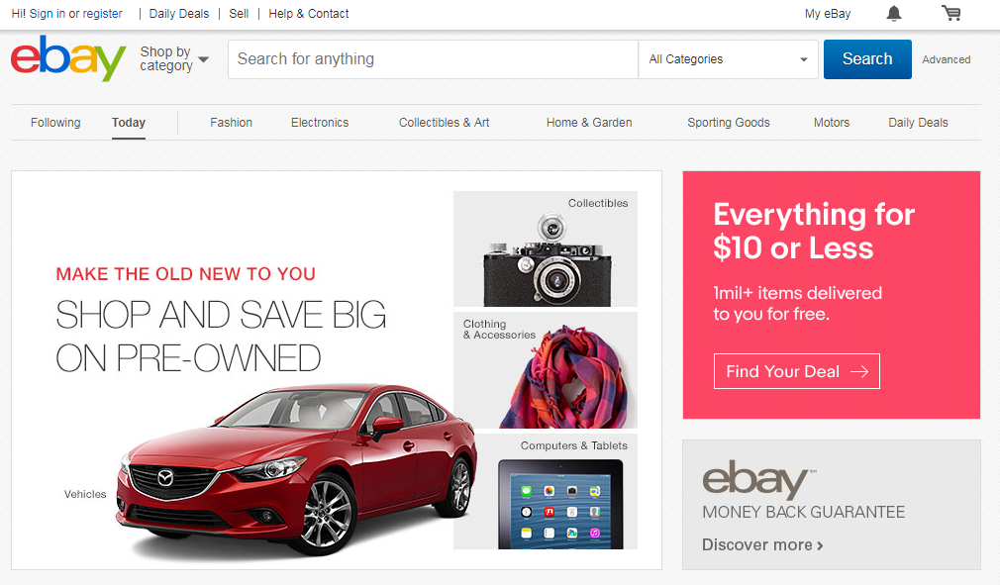 Hi! Sign in or register | Daily Deals | Sell | Help & Contact
My eBay
ebay
Shop by
category
Search for anything
All Categories
Search
Advanced
Following
Today
Fashion
Electronics
Collectibles & Art
Home & Garden
Sporting Goods
Motors
Daily Deals
MAKE THE OLD NEW TO YOU
SHOP AND SAVE BIG
ON PRE-OWNED
Vehicles
Collectibles
Clothing
& Accessories
Computers & Tablets
Everything for
$10 or Less
1mil+ items delivered
to you for free.
Find Your Deal →
ebay™
MONEY BACK GUARANTEE
Discover more ›